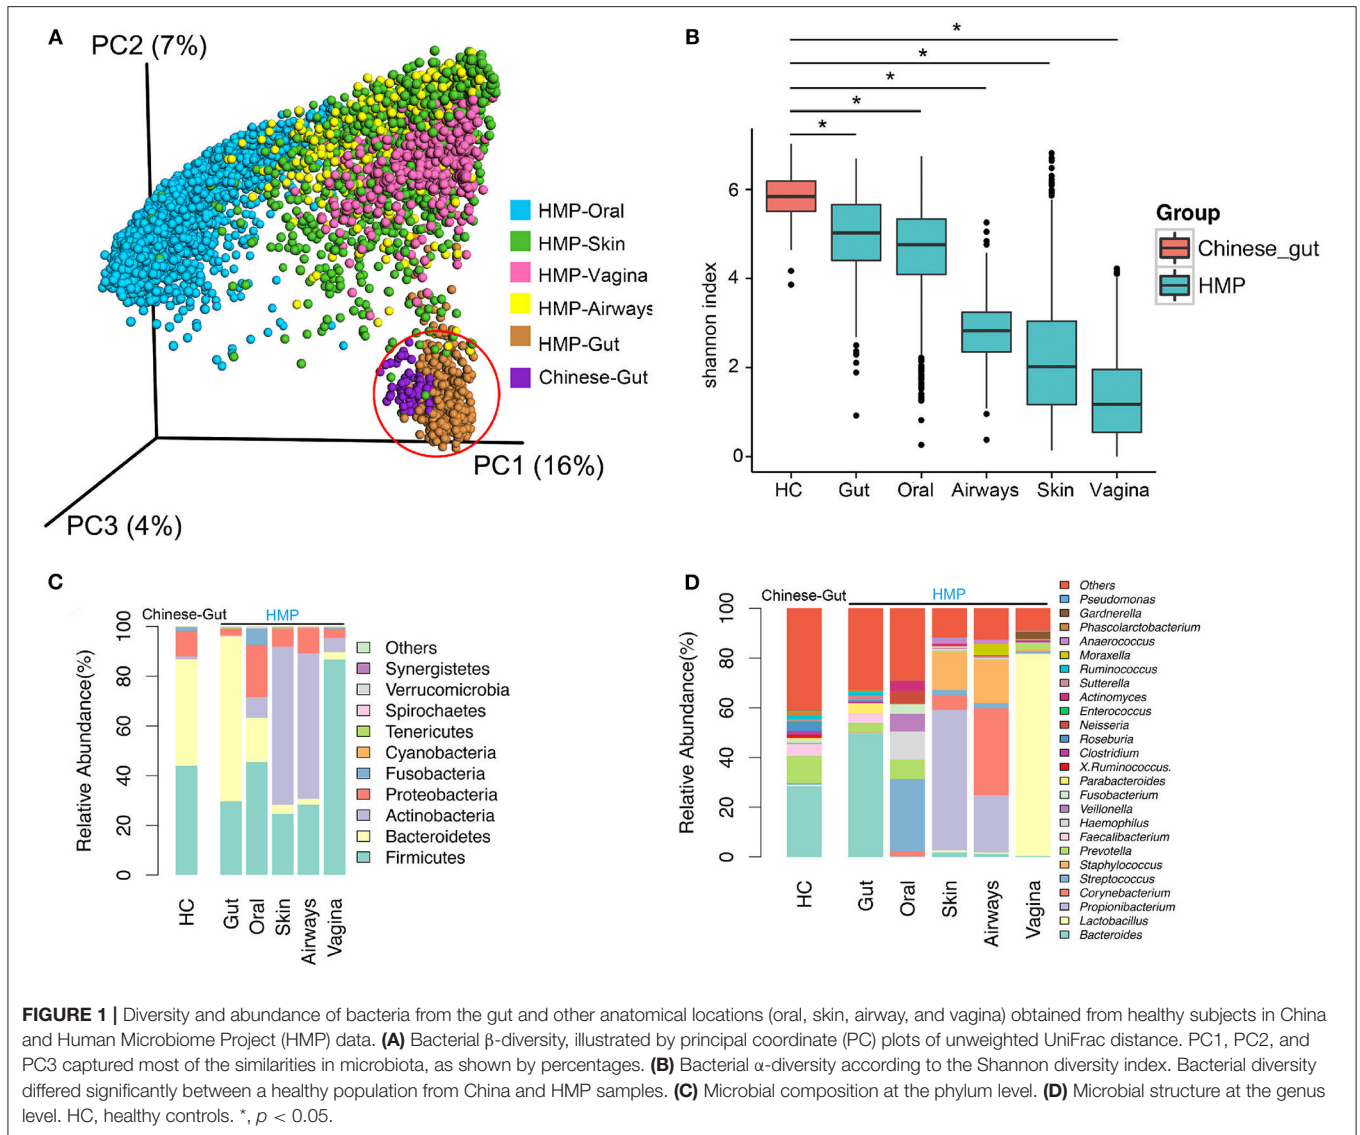 A
PC2 (7%)
PC1 (16%)
PC3 (4%)
HMP-Oral
HMP-Skin
HMP-Vagina
HMP-Airways
HMP-Gut
Chinese-Gut
B
*
*
*
*
*
shannon index
6
4
2
0
HC Gut Oral Airways Skin Vagina
Group
Chinese_gut
HMP
C
Chinese-Gut HMP
Relative Abundance(%)
100
80
60
40
20
0
HC Gut Oral Skin Airways Vagina
Others
Synergistetes
Verrucomicrobia
Spirochaetes
Tenericutes
Cyanobacteria
Fusobacteria
Proteobacteria
Actinobacteria
Bacteroidetes
Firmicutes
D
Chinese-Gut HMP
Relative Abundance(%)
100
80
60
40
20
0
HC Gut Oral Skin Airways Vagina
Others
Pseudomonas
Gardnerella
Phascolarctobacterium
Anaerococcus
Moraxella
Ruminococcus
Sutterella
Actinomyces
Enterococcus
Neisseria
Roseburia
Clostridium
X.Ruminococcus.
Parabacteroides
Fusobacterium
Veillonella
Haemophilus
Faecalibacterium
Prevotella
Staphylococcus
Streptococcus
Corynebacterium
Propionibacterium
Lactobacillus
Bacteroides
FIGURE 1 | Diversity and abundance of bacteria from the gut and other anatomical locations (oral, skin, airway, and vagina) obtained from healthy subjects in China
and Human Microbiome Project (HMP) data. (A) Bacterial β-diversity, illustrated by principal coordinate (PC) plots of unweighted UniFrac distance. PC1, PC2, and
PC3 captured most of the similarities in microbiota, as shown by percentages. (B) Bacterial α-diversity according to the Shannon diversity index. Bacterial diversity
differed significantly between a healthy population from China and HMP samples. (C) Microbial composition at the phylum level. (D) Microbial structure at the genus
level. HC, healthy controls. *, p < 0.05.